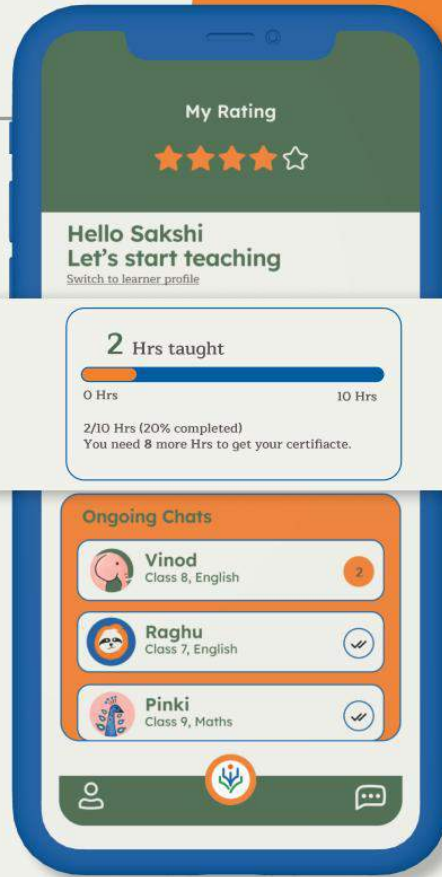 My Rating
Hello Sakshi
Let's start teaching
Switch to learner profile
2 Hrs taught
0 Hrs
10 Hrs
2/10 Hrs (20% completed)
You need 8 more Hrs to get your certifiacte.
Ongoing Chats
Vinod
Class 8, English
2
Raghu
Class 7, English
Pinki
Class 9, Maths